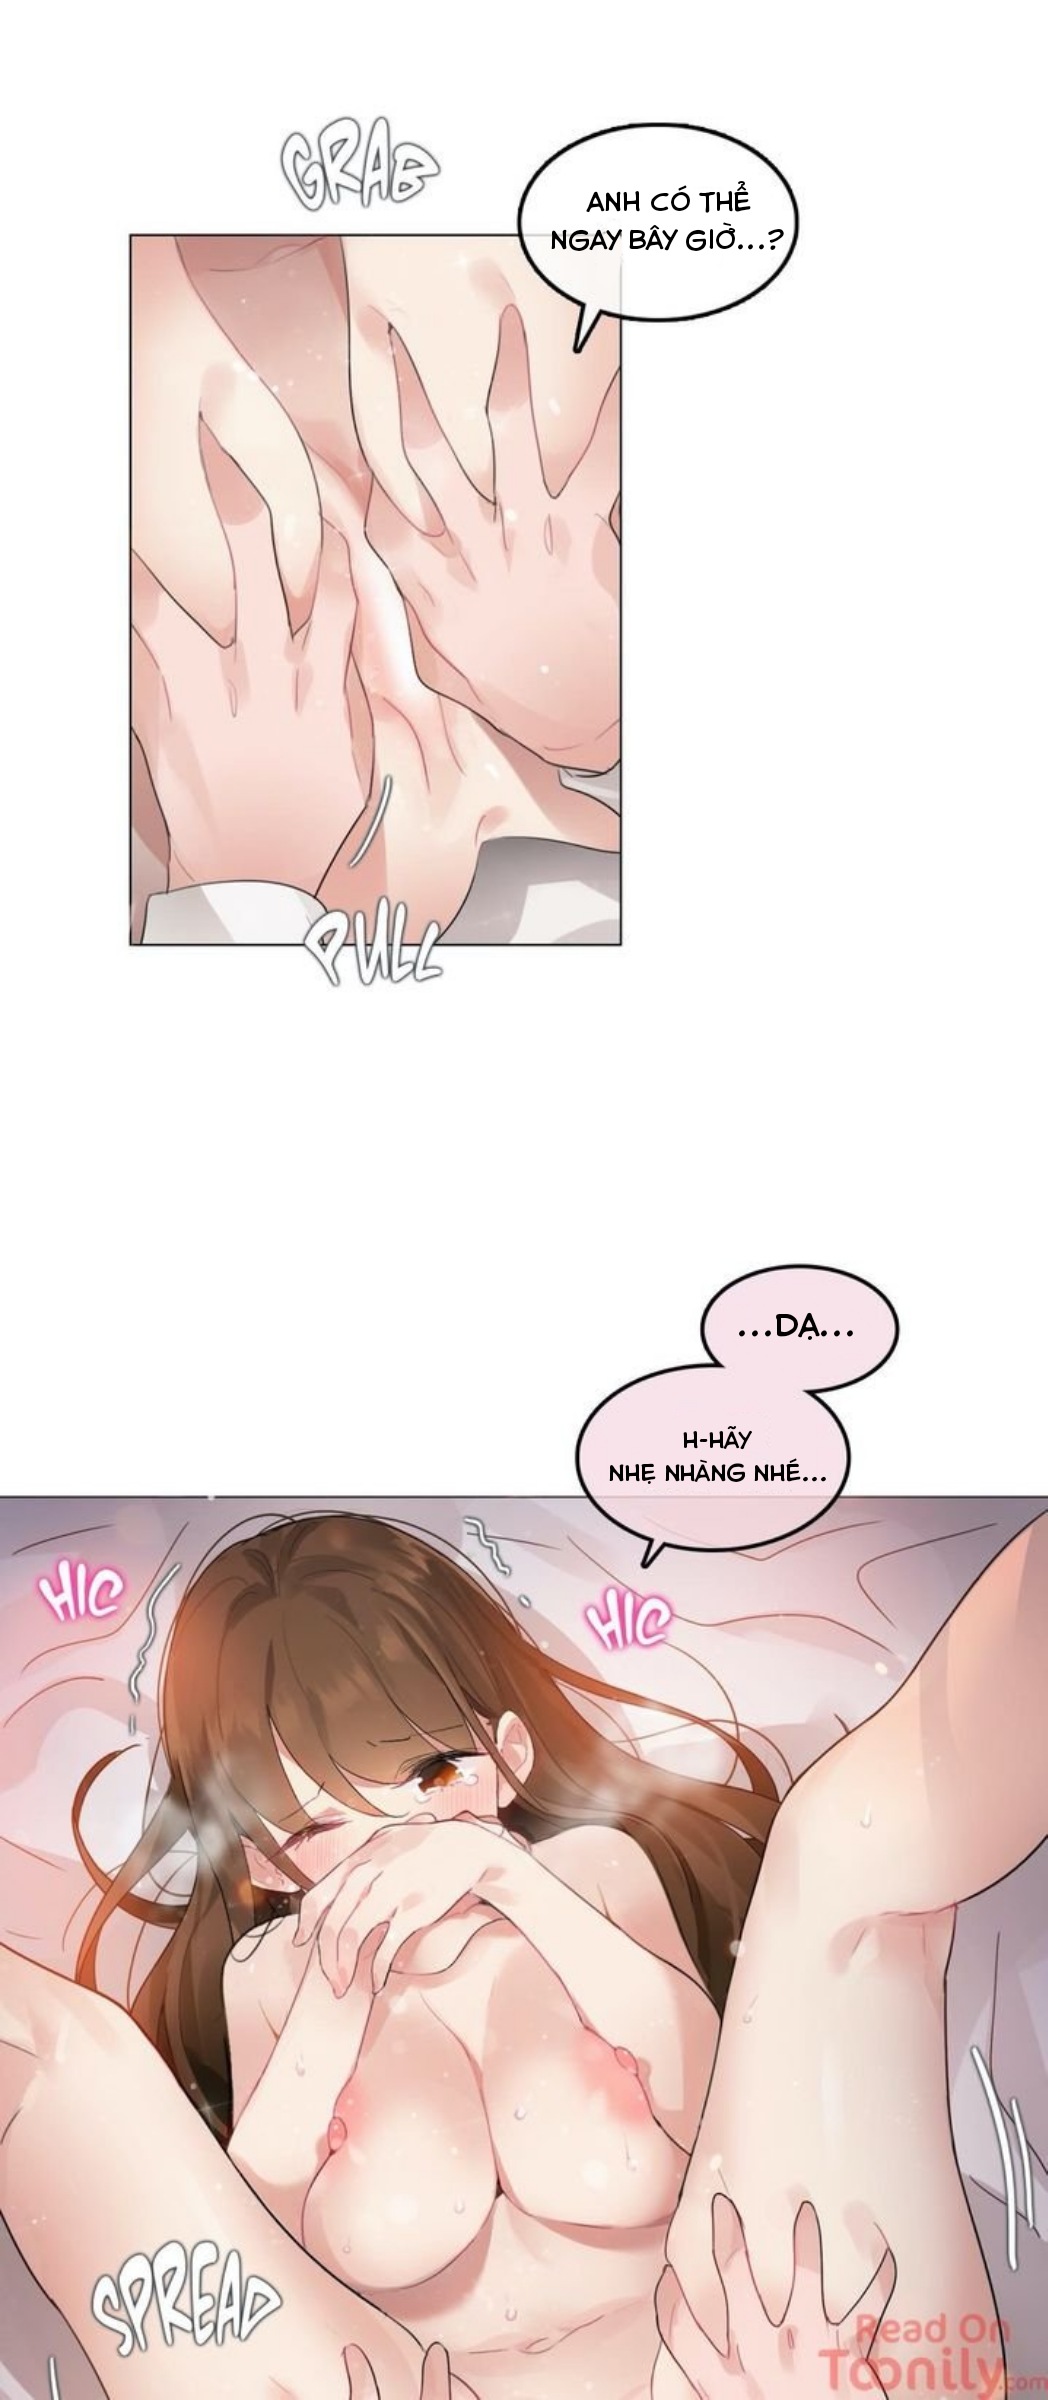 GRAB
ANH CÓ THỂ
NGAY BÂY GIỜ...?
PULL
...DẠ...
H-HÃY
NHẸ NHÀNG NHÉ...
HIC
HIC
SPREAD
Read On
Toonily.com